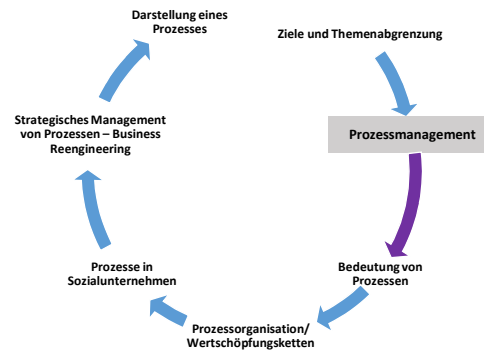 Darstellung eines
Prozesses
Ziele und Themenabgrenzung
Strategisches Management
von Prozessen – Business
Reengineering
Prozessmanagement
Prozesse in
Sozialunternehmen
Bedeutung von
Prozessen
Prozessorganisation/
Wertschöpfungsketten